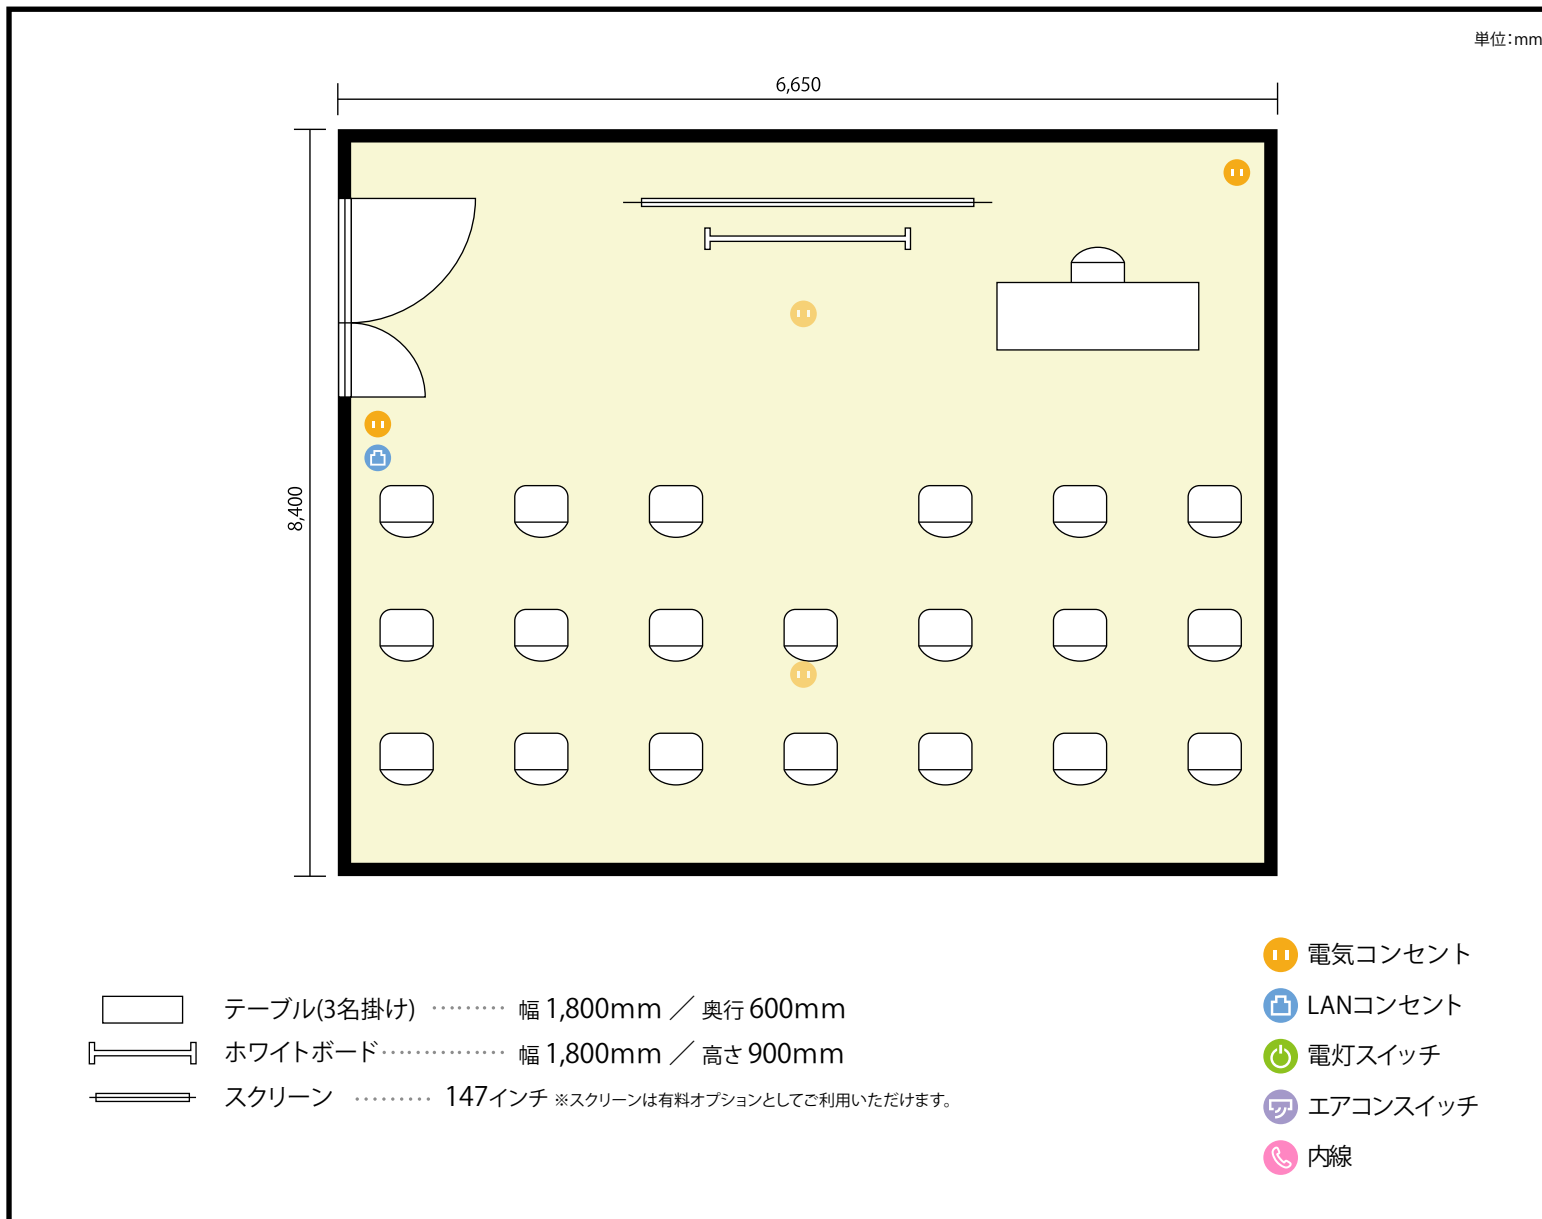 単位：mm
6,650
8,400
テーブル(3名掛け) ‥‥‥‥‥ 幅 1,800mm ／ 奥行 600mm
ホワイトボード‥‥‥‥‥‥‥ 幅 1,800mm ／ 高さ 900mm
スクリーン ‥‥‥‥‥ 147インチ ※スクリーンは有料オプションとしてご利用いただけます。
電気コンセント
LANコンセント
電灯スイッチ
エアコンスイッチ
内線